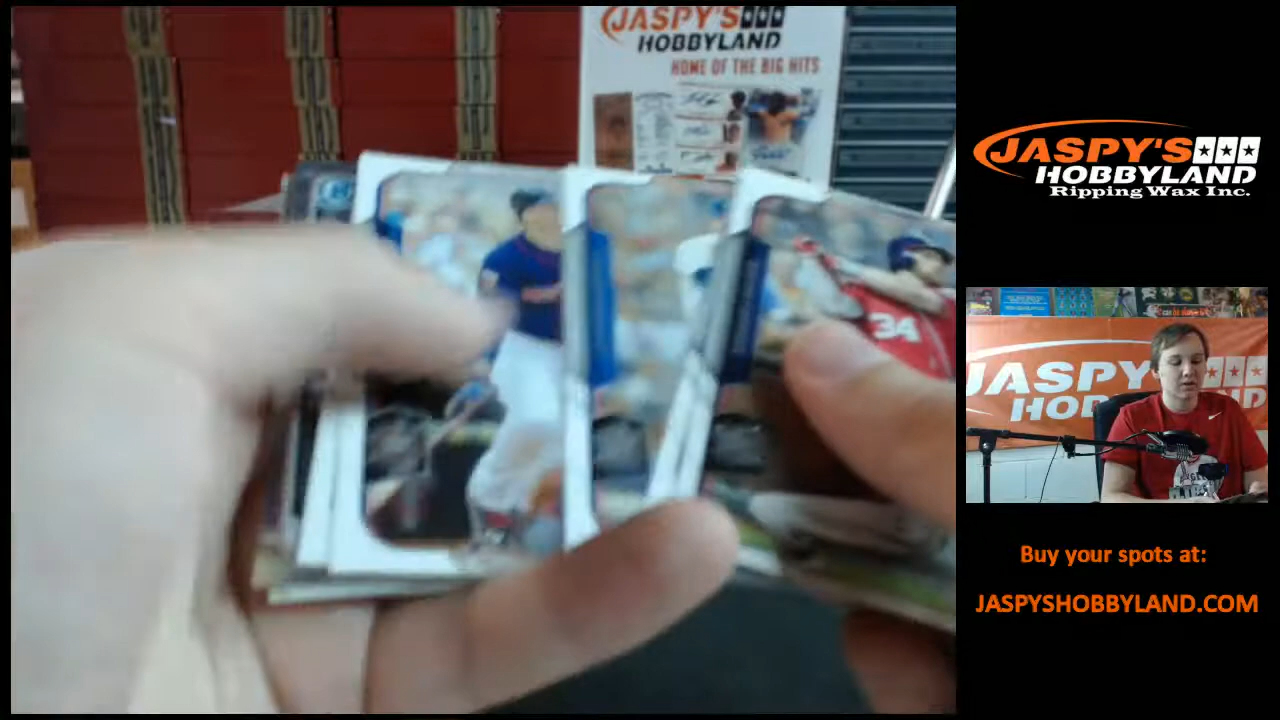 JASPY'S
HOBBYLAND
HOME OF THE BIG HITS
34
JASPY'S
HOBBYLAND
Ripping Wax Inc.
JASPY
HOB
Buy your spots at:
JASPYSHOBBYLAND.COM